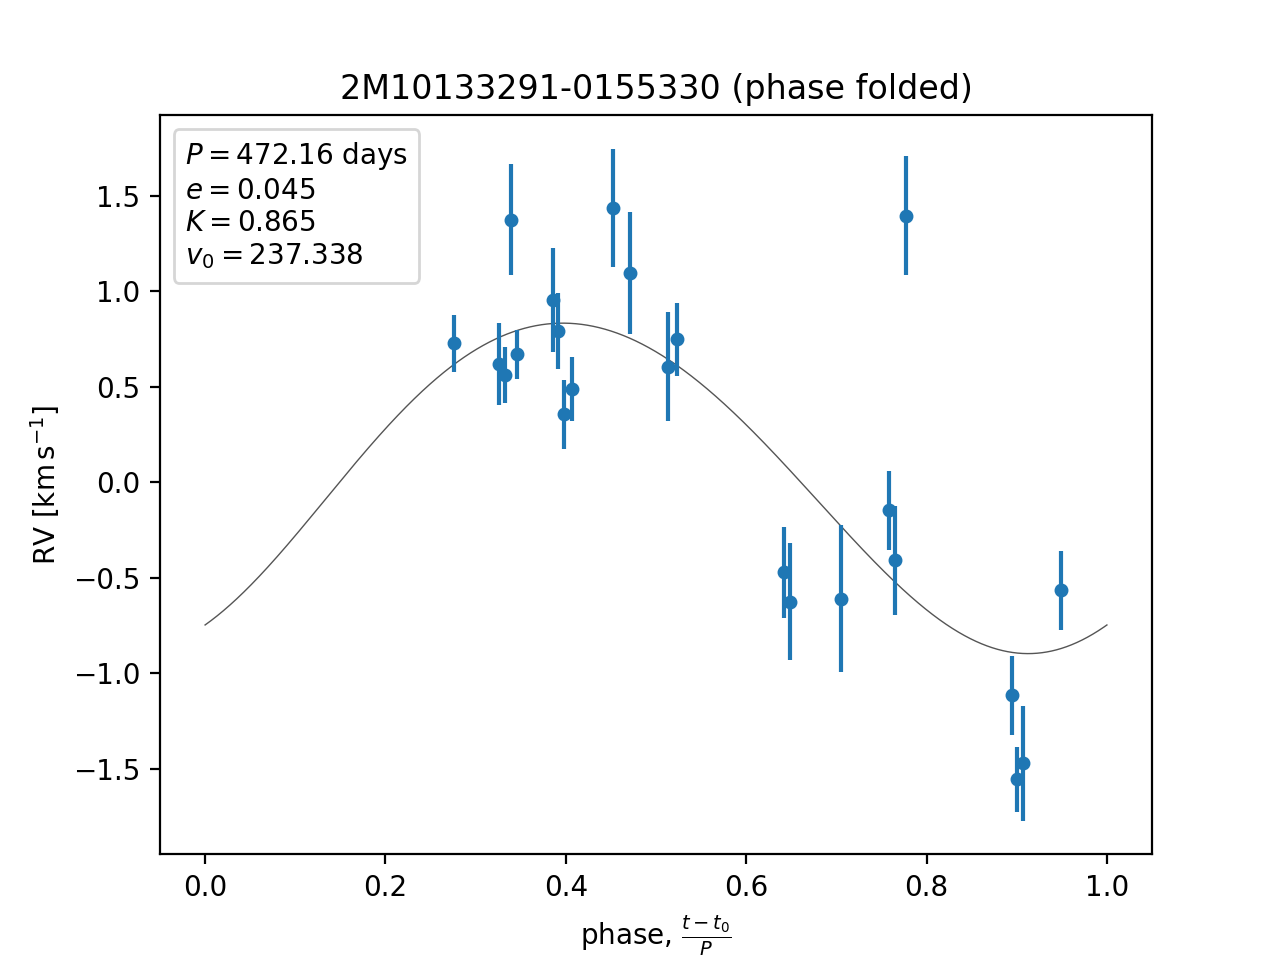 2M10133291-0155330 (phase folded)
P = 472.16 days
e = 0.045
K = 0.865
v₀ = 237.338
1.5
1.0
0.5
0.0
−0.5
−1.0
−1.5
RV [km s⁻¹]
0.0 0.2 0.4 0.6 0.8 1.0
phase, (t − t₀)/P